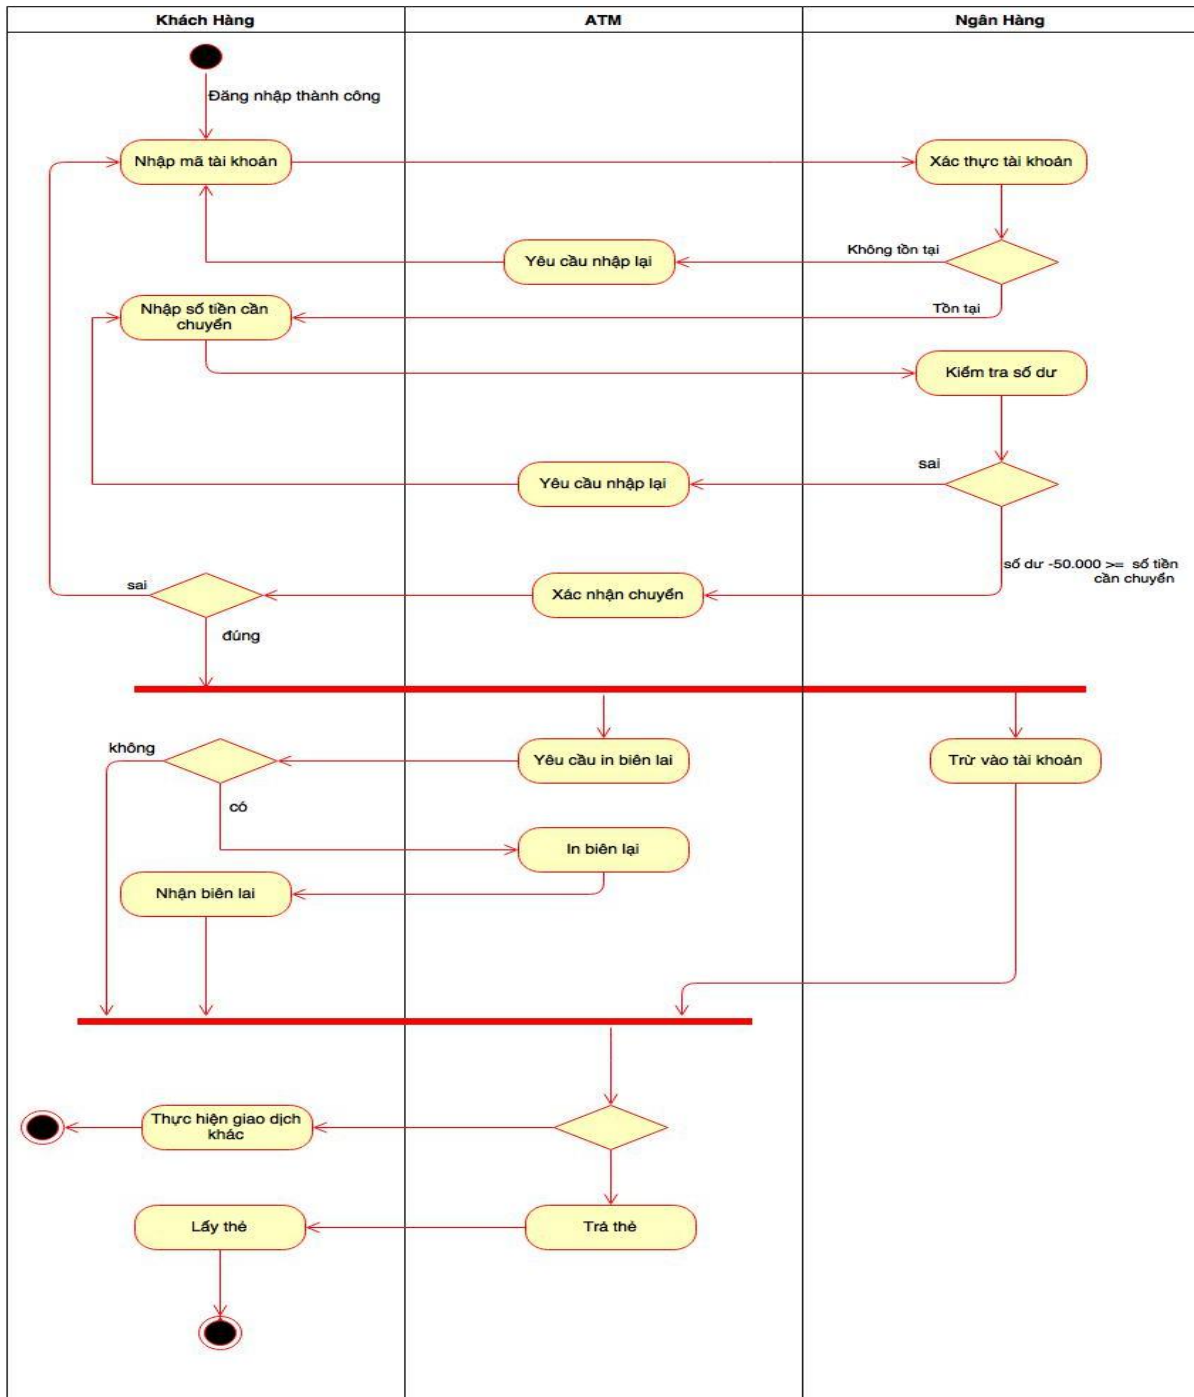 Khách Hàng
ATM
Ngân Hàng
Đăng nhập thành công
Nhập mã tài khoản
Xác thực tài khoản
Không tồn tại
Yêu cầu nhập lại
Nhập số tiền cần
chuyển
Tồn tại
Kiểm tra số dư
sai
Yêu cầu nhập lại
số dư -50.000 >= số tiền
cần chuyển
sai
Xác nhận chuyển
đúng
không
Yêu cầu in biên lai
Trừ vào tài khoản
có
In biên lại
Nhận biên lai
Thực hiện giao dịch
khác
Lấy thẻ
Trả thẻ